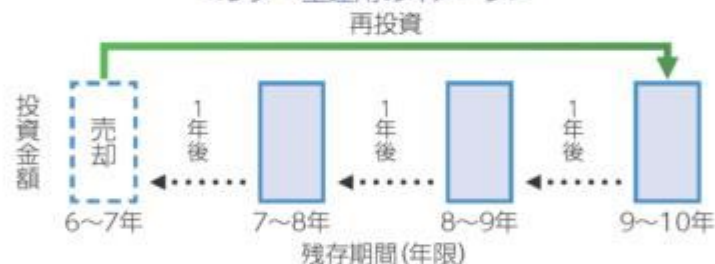 再投資
投資金額
売却
1年後
1年後
1年後
6～7年
7～8年
8～9年
9～10年
残存期間(年限)